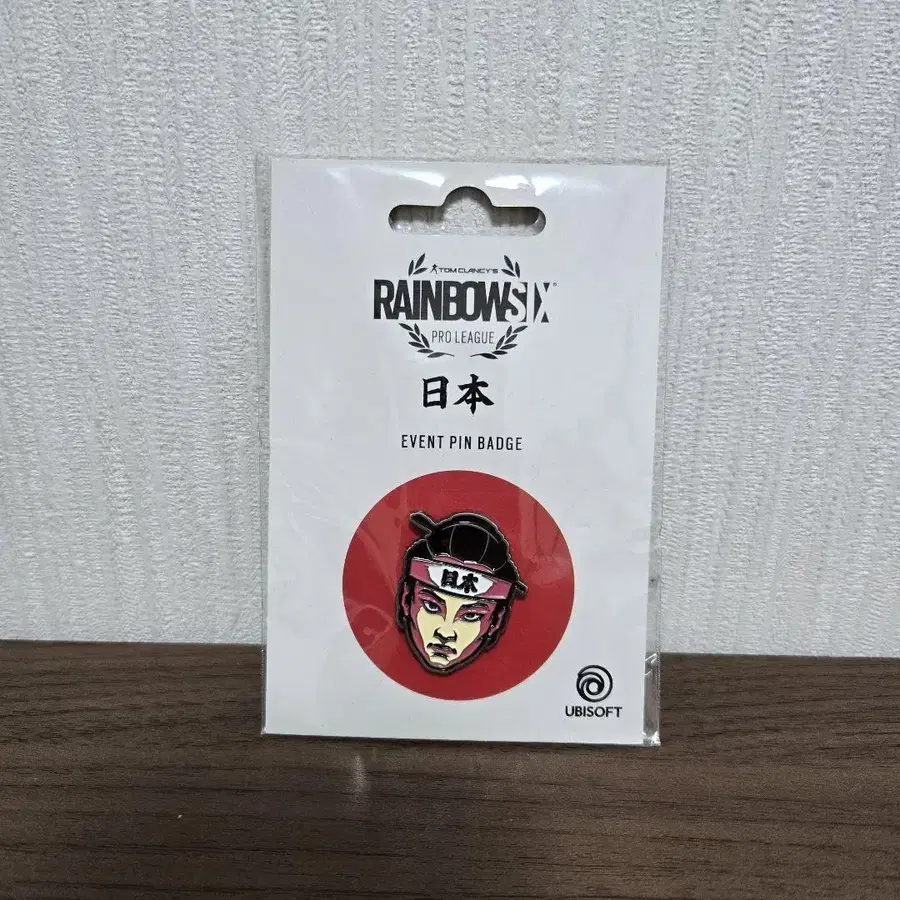 TOM CLANCY'S
RAINBOWSIX®
PRO LEAGUE
日本
EVENT PIN BADGE
日本
UBISOFT